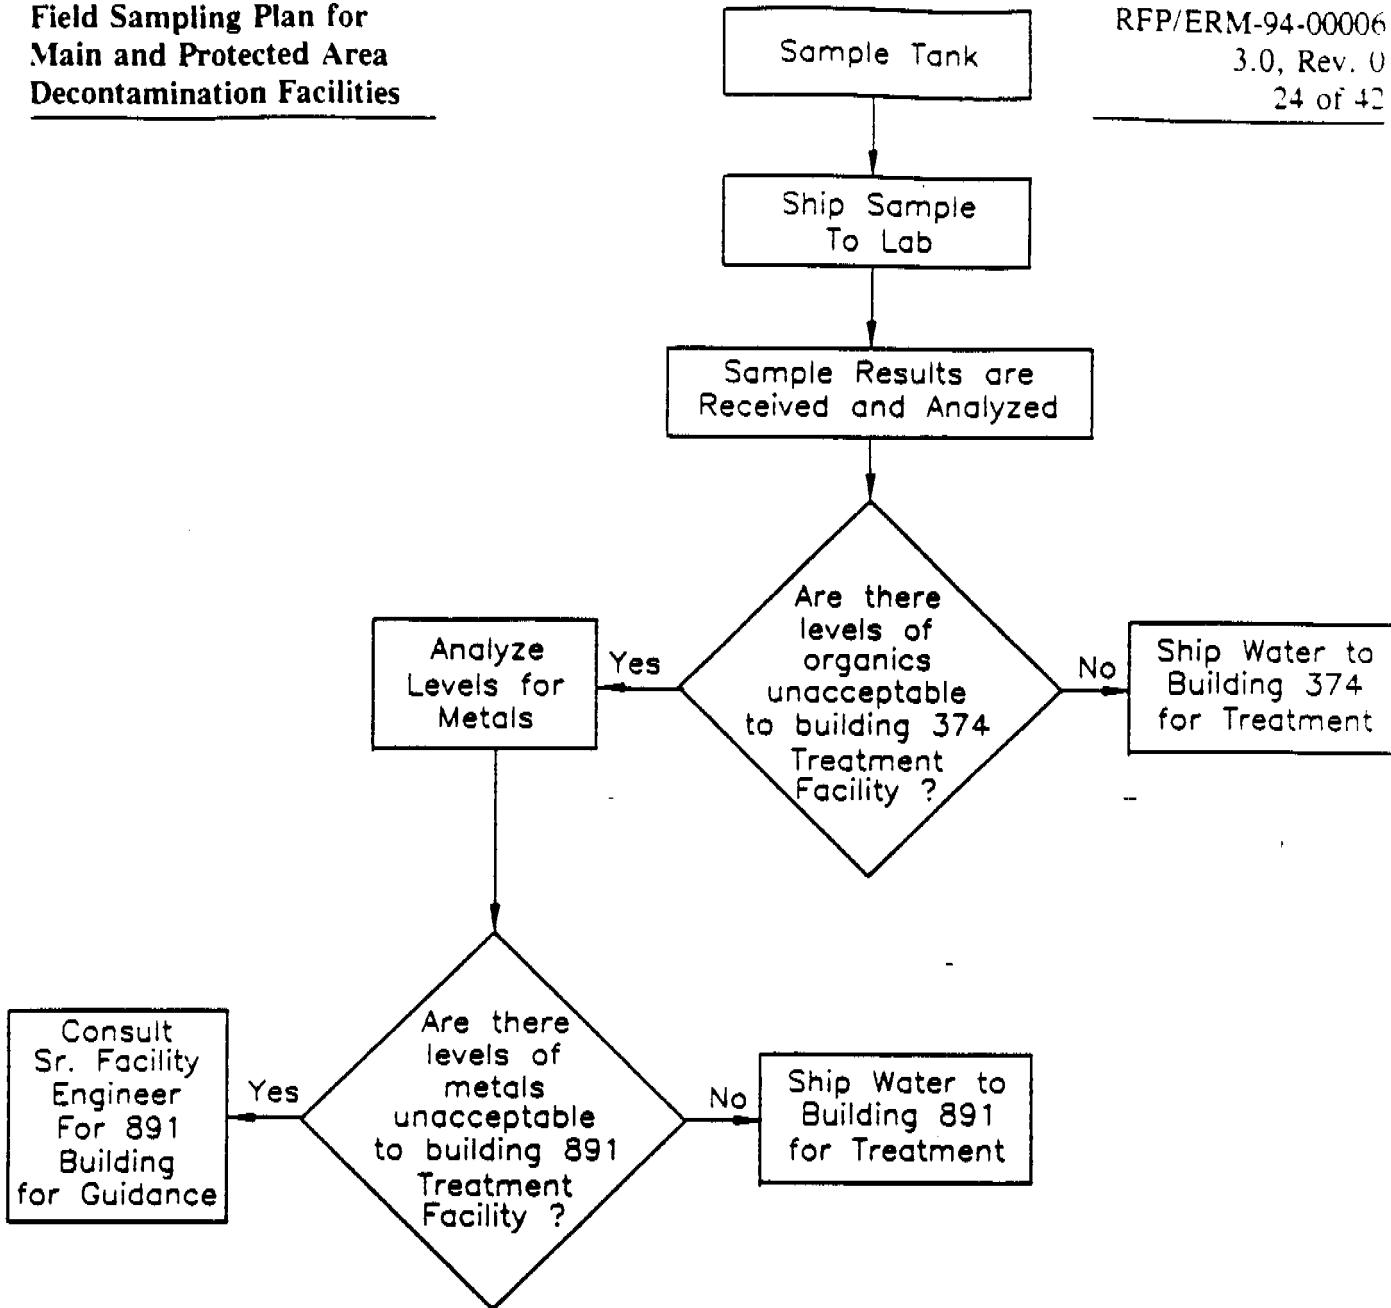 Field Sampling Plan for
Main and Protected Area
Decontamination Facilities
RFP/ERM-94-00006
3.0, Rev. 0
24 of 42
Sample Tank
Ship Sample
To Lab
Sample Results are
Received and Analyzed
Are there
levels of
organics
unacceptable
to building 374
Treatment
Facility ?
Yes
No
Analyze
Levels for
Metals
Ship Water to
Building 374
for Treatment
Are there
levels of
metals
unacceptable
to building 891
Treatment
Facility ?
Yes
No
Consult
Sr. Facility
Engineer
For 891
Building
for Guidance
Ship Water to
Building 891
for Treatment